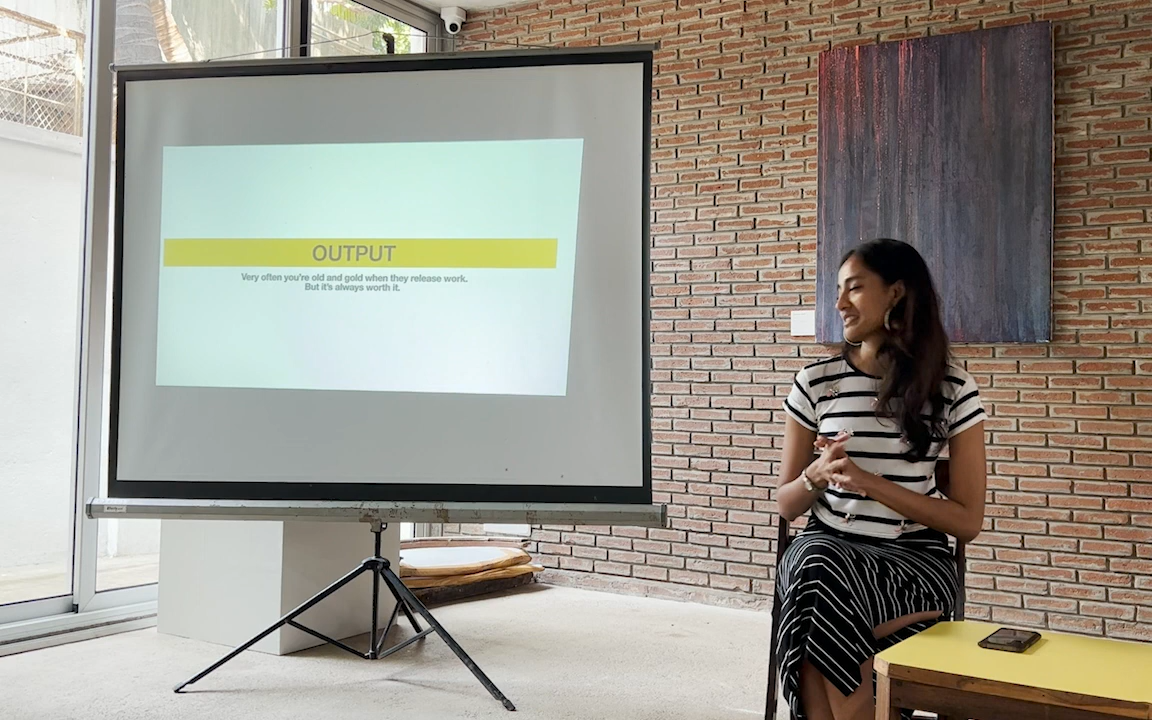 OUTPUT
Very often you're old and gold when they release work.
But it's always worth it.